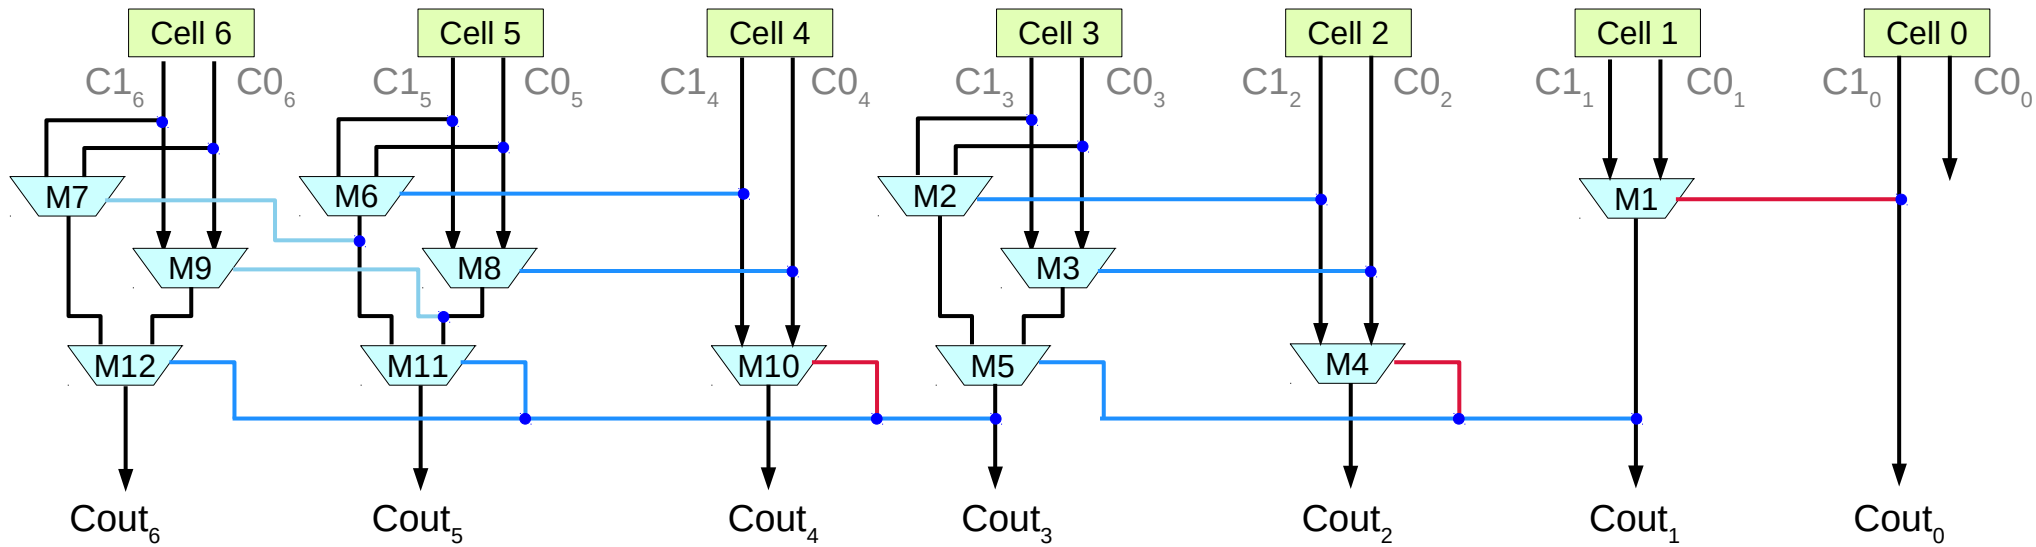 Cell 6 Cell 5 Cell 4 Cell 3 Cell 2 Cell 1 Cell 0
C1₆ C0₆ C1₅ C0₅ C1₄ C0₄ C1₃ C0₃ C1₂ C0₂ C1₁ C0₁ C1₀ C0₀
M7 M6 M2 M1
M9 M8 M3
M12 M11 M10 M5 M4
Cout₆ Cout₅ Cout₄ Cout₃ Cout₂ Cout₁ Cout₀